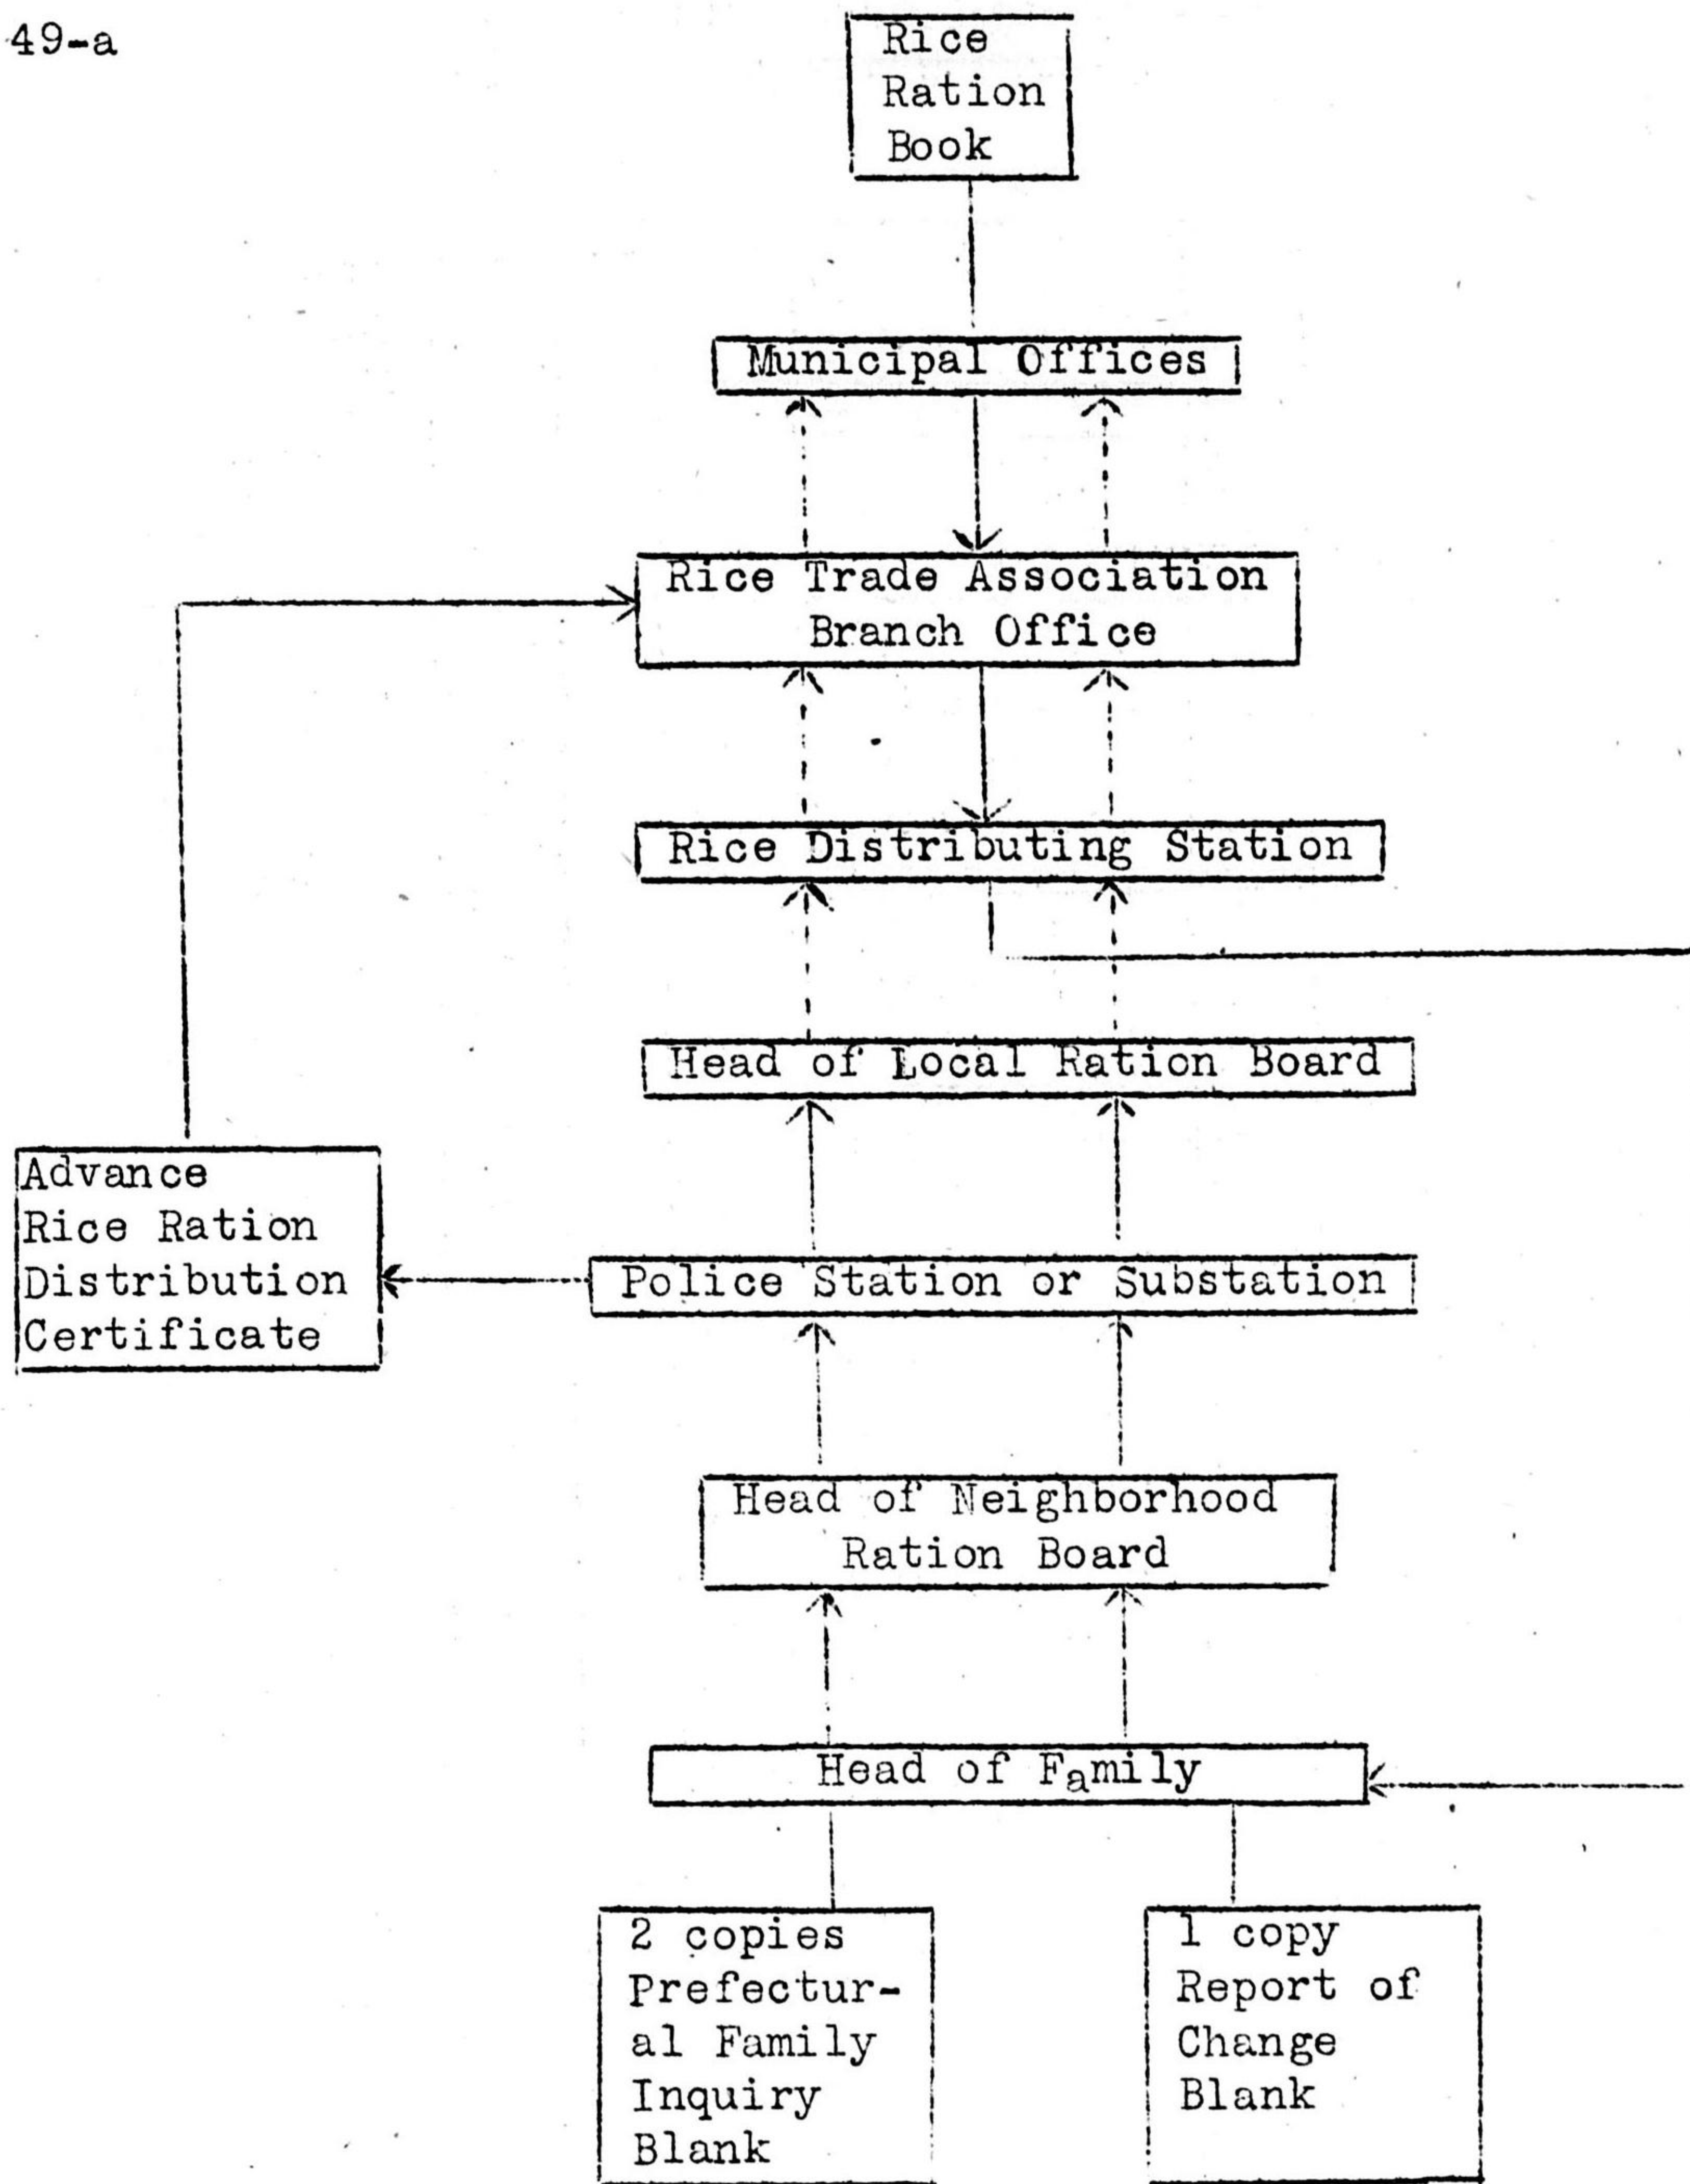 49-a
Rice
Ration
Book
Municipal Offices
Rice Trade Association
Branch Office
Rice Distributing Station
Head of Local Ration Board
Advance
Rice Ration
Distribution
Certificate
Police Station or Substation
Head of Neighborhood
Ration Board
Head of Family
2 copies
Prefectur-
al Family
Inquiry
Blank
1 copy
Report of
Change
Blank